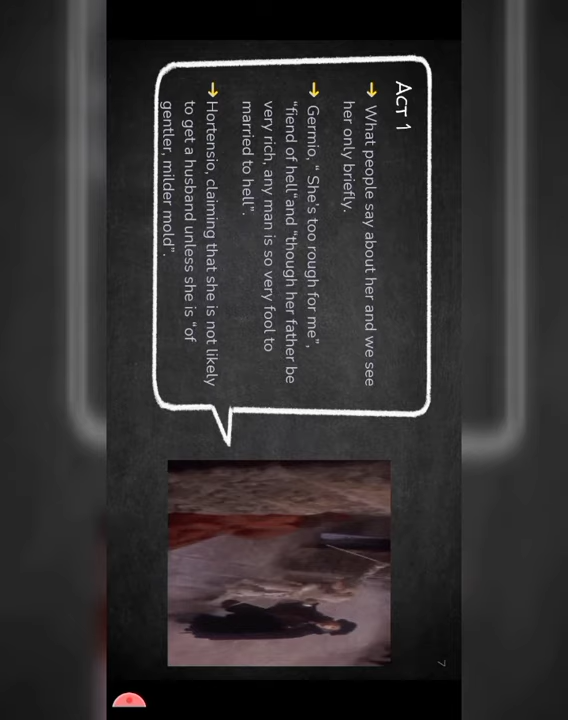 Act 1
➔ What people say about her and we see
her only briefly.
➔ Germio, “ She's too rough for me”,
“fiend of hell”and “though her father be
very rich, any man is so very fool to
married to hell”.
➔ Hortensio, claiming that she is not likely
to get a husband unless she is “of
gentler, milder mold”.
7